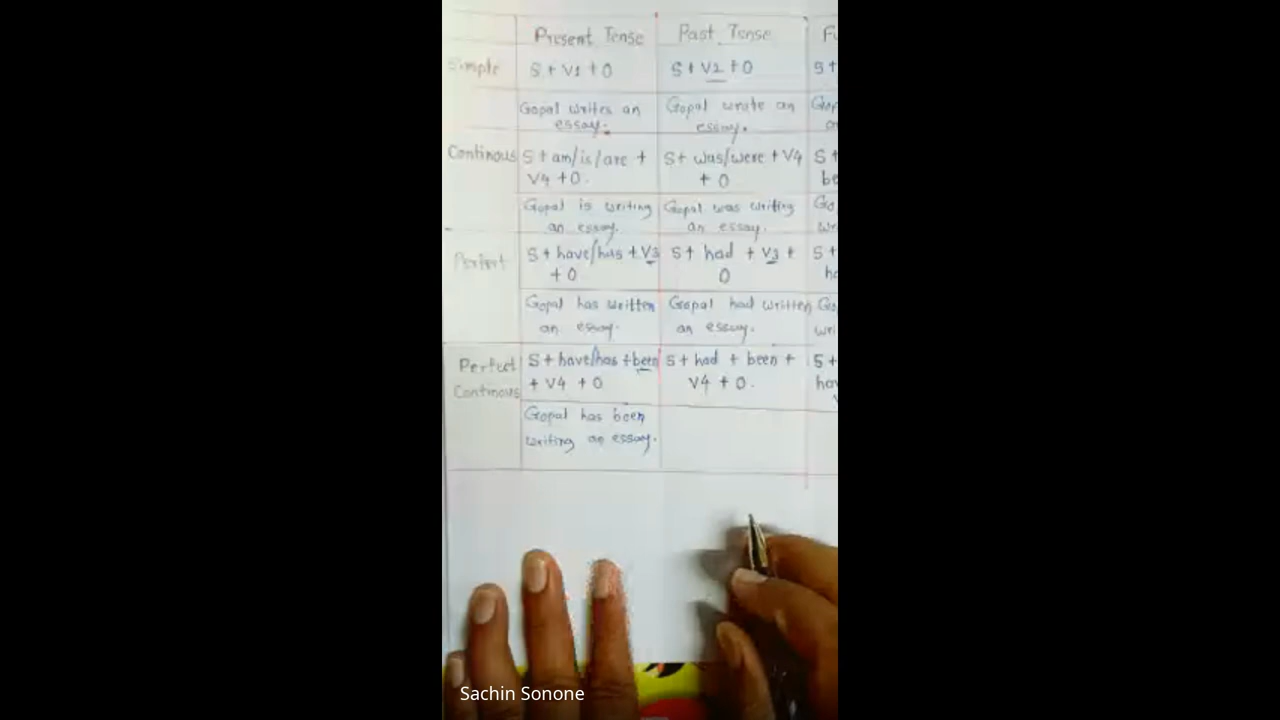 Present Tense
Past Tense
Simple
S + V1 + O
S + V2 + O
S +
Gopal writes an
essay.
Gopal wrote an
essay.
Continous
S + am/is/are +
V4 + O.
S + was/were + V4
+ O
S +
be
Gopal is writing
an essay.
Gopal was writing
an essay.
Perfect
S + have/has + V3
+ O
S + had + V3 +
O
S +
Gopal has written
an essay.
Gopal had written
an essay.
Perfect
Continous
S + have/has + been
+ V4 + O
S + had + been +
V4 + O.
S +
Gopal has been
writing an essay.
Sachin Sonone